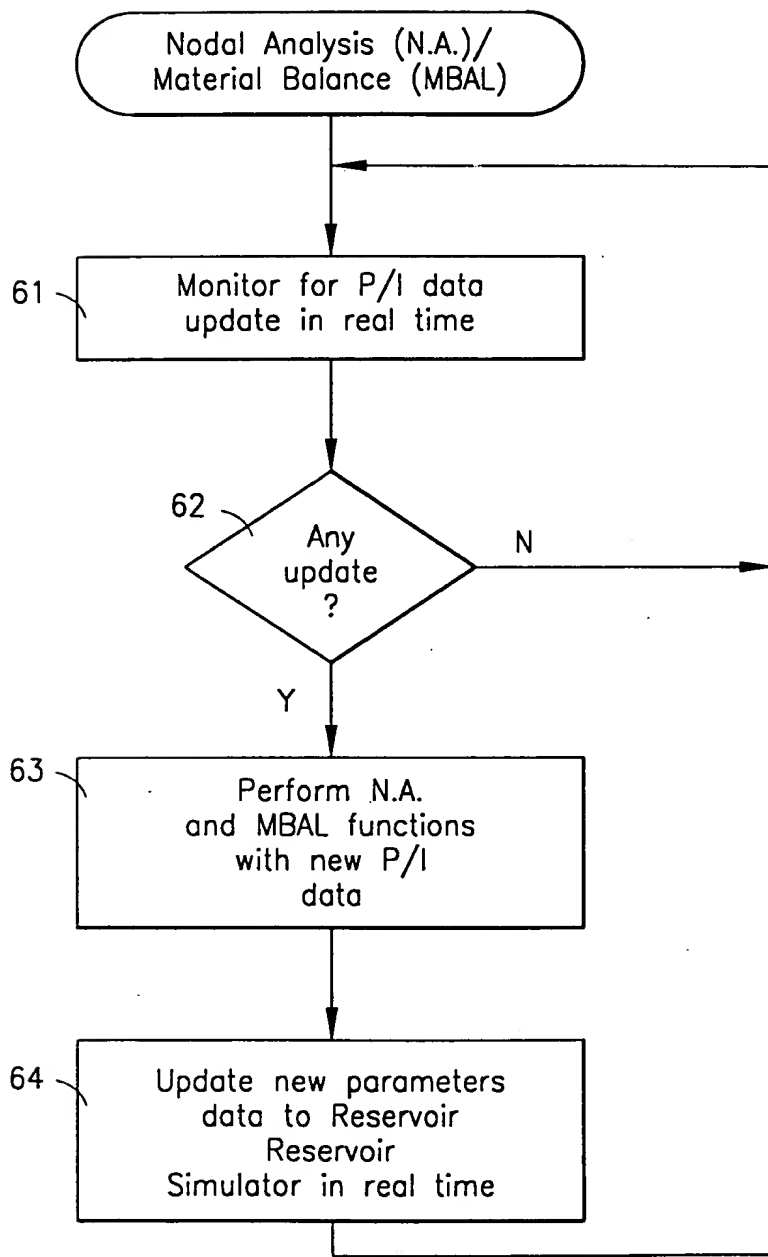 Nodal Analysis (N.A.)/
Material Balance (MBAL)
61
Monitor for P/I data
update in real time
62
Any
update
?
N
Y
63
Perform N.A.
and MBAL functions
with new P/I
data
64
Update new parameters
data to Reservoir
Reservoir
Simulator in real time